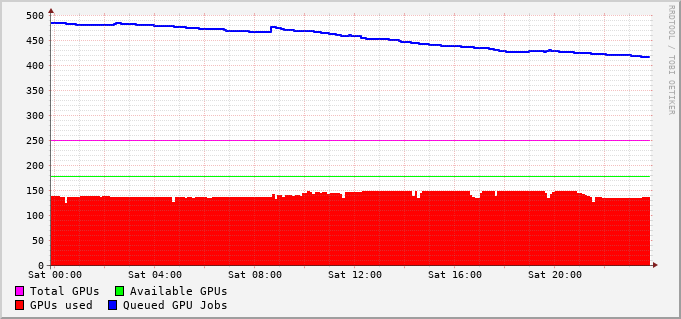 500
450
400
350
300
250
200
150
100
50
0
Sat 00:00 Sat 04:00 Sat 08:00 Sat 12:00 Sat 16:00 Sat 20:00
Total GPUs Available GPUs
GPUs used Queued GPU Jobs
RRDTOOL / TOBI OETIKER